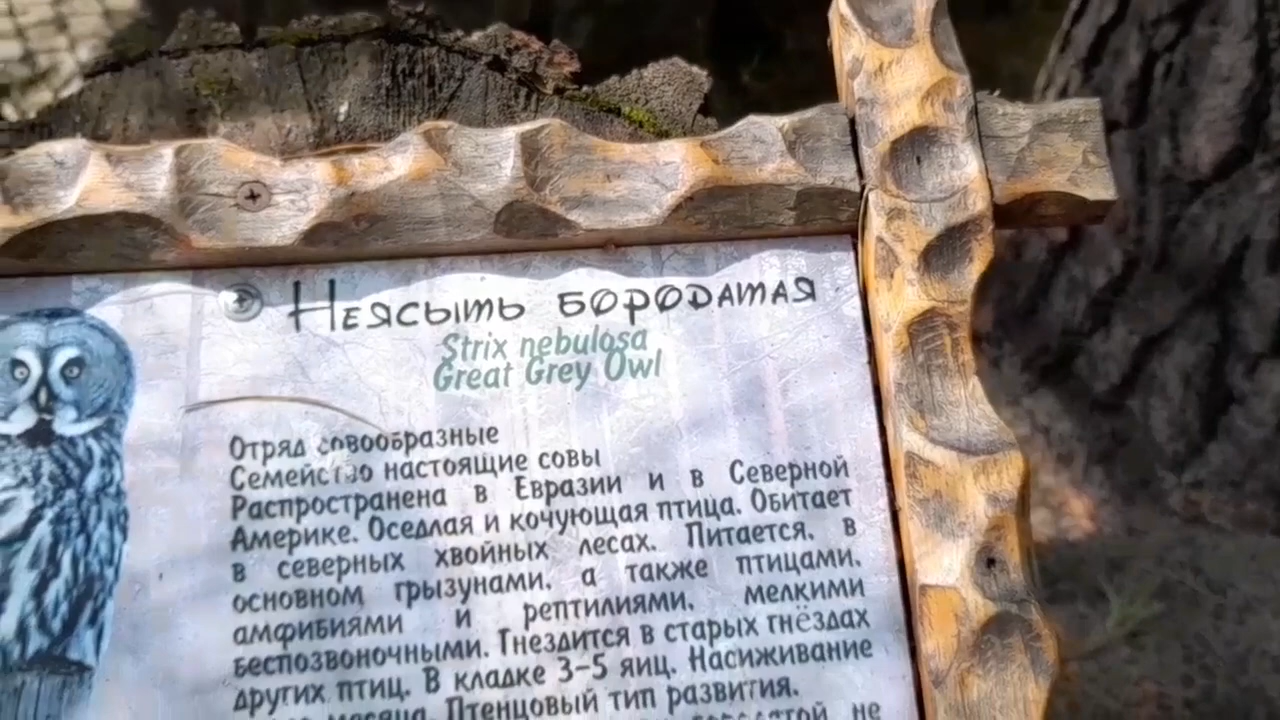 Неясыть бородатая
Strix nebulosa
Great Grey Owl
Отряд совообразные
Семейство настоящие совы
Распространена в Евразии и в Северной
Америке. Оседлая и кочующая птица. Обитает
в северных хвойных лесах. Питается, в
основном грызунами, а также птицами,
амфибиями и рептилиями, мелкими
беспозвоночными. Гнездится в старых гнёздах
других птиц. В кладке 3-5 яиц. Насиживание
месяца. Птенцовый тип развития.
не